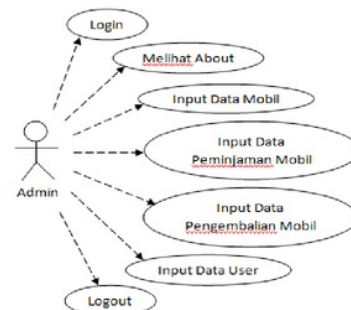 Login
Melihat About
Input Data Mobil
Input Data
Peminjaman Mobil
Admin
Input Data
Pengembalian Mobil
Input Data User
Logout